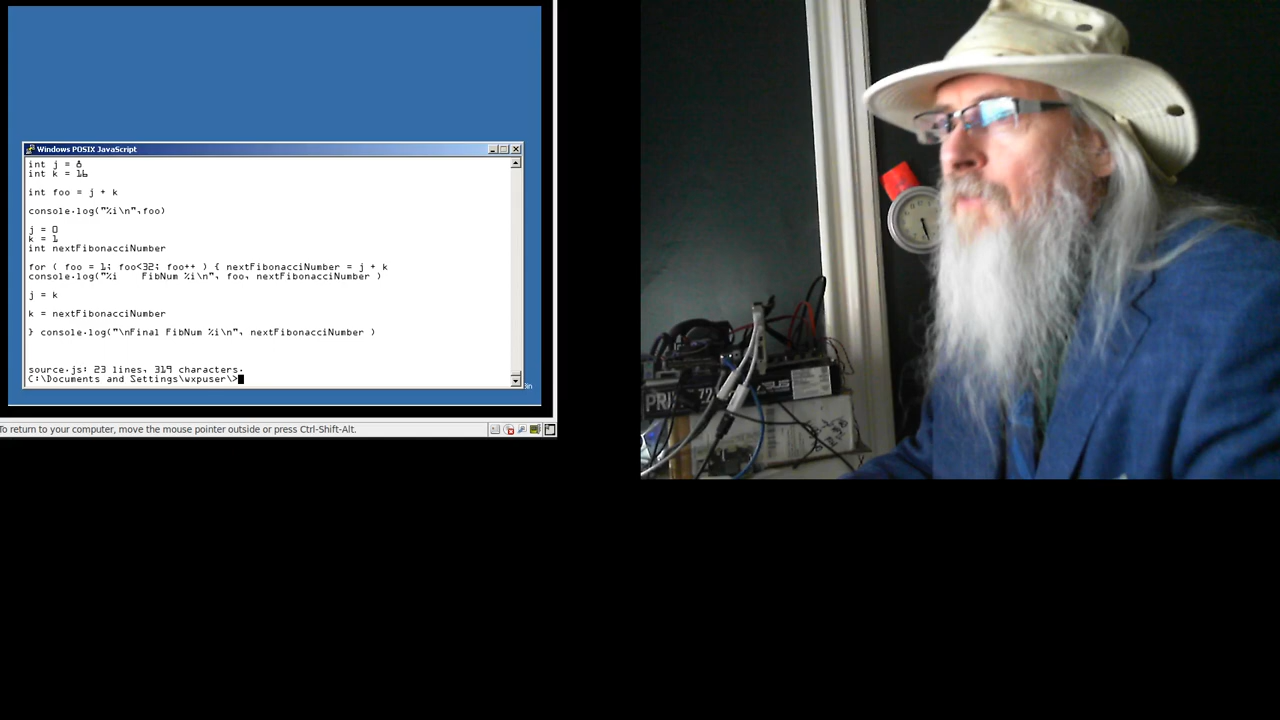 Windows POSIX JavaScript
int j = 8
int k = 16
int foo = j + k
console.log("%i\n",foo)
j = 0
k = 1
int nextFibonacciNumber
for ( foo = 1; foo<32; foo++ ) { nextFibonacciNumber = j + k
console.log("%i    FibNum %i\n", foo, nextFibonacciNumber )
j = k
k = nextFibonacciNumber
} console.log("\nFinal FibNum %i\n", nextFibonacciNumber )
source.js: 23 lines, 319 characters.
C:\Documents and Settings\wxpuser\>
To return to your computer, move the mouse pointer outside or press Ctrl-Shift-Alt.
ASUS